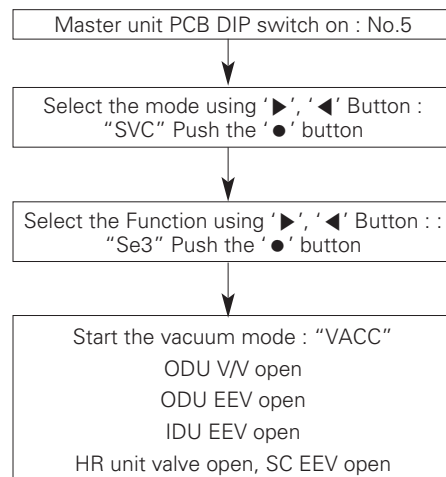 Master unit PCB DIP switch on : No.5
Select the mode using ‘▶’, ‘◀’ Button :
“SVC” Push the ‘●’ button
Select the Function using ‘▶’, ‘◀’ Button : :
“Se3” Push the ‘●’ button
Start the vacuum mode : “VACC”
ODU V/V open
ODU EEV open
IDU EEV open
HR unit valve open, SC EEV open